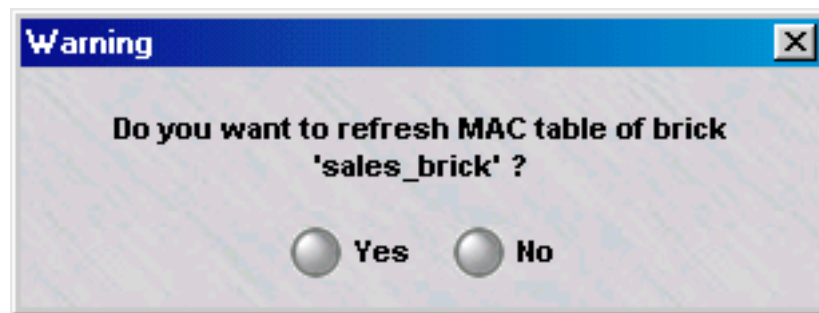 Warning
Do you want to refresh MAC table of brick
'sales_brick' ?
Yes No